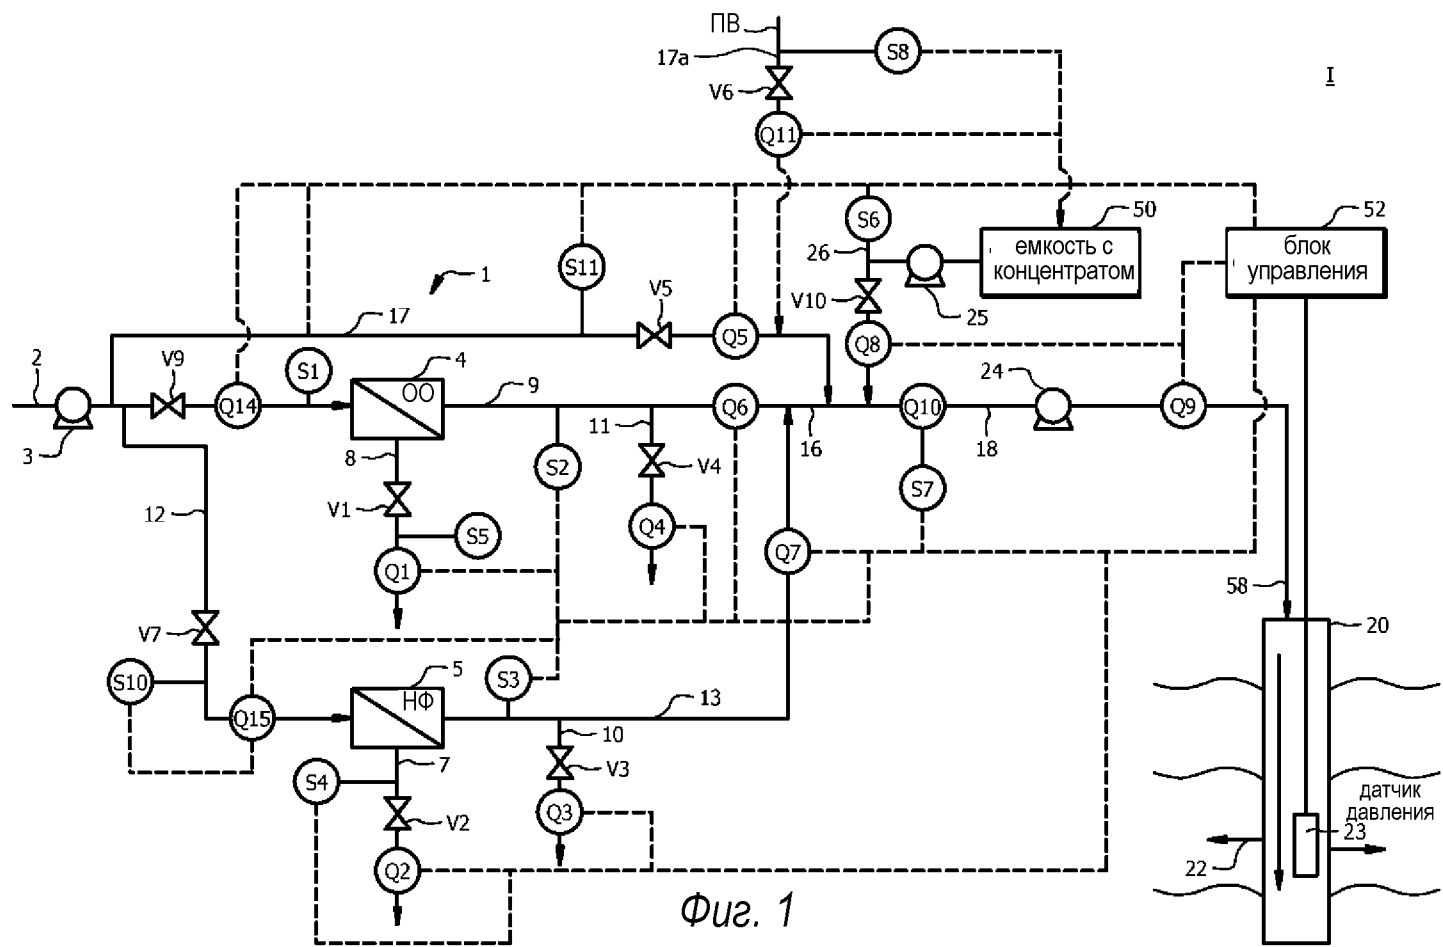 ПВ
17a
S8
I
V6
Q11
50
52
S6
26
емкость с
концентратом
блок
управления
S11
1
V5
V10
25
17
Q5
Q8
2
V9
S1
4
ОО
9
24
Q14
Q6
Q10
Q9
3
8
11
16
18
S2
V4
S7
12
V1
S5
Q4
Q7
Q1
58
V7
20
S10
5
S3
НФ
13
Q15
10
7
S4
V3
датчик
давления
V2
Q3
23
Q2
22
Фиг. 1